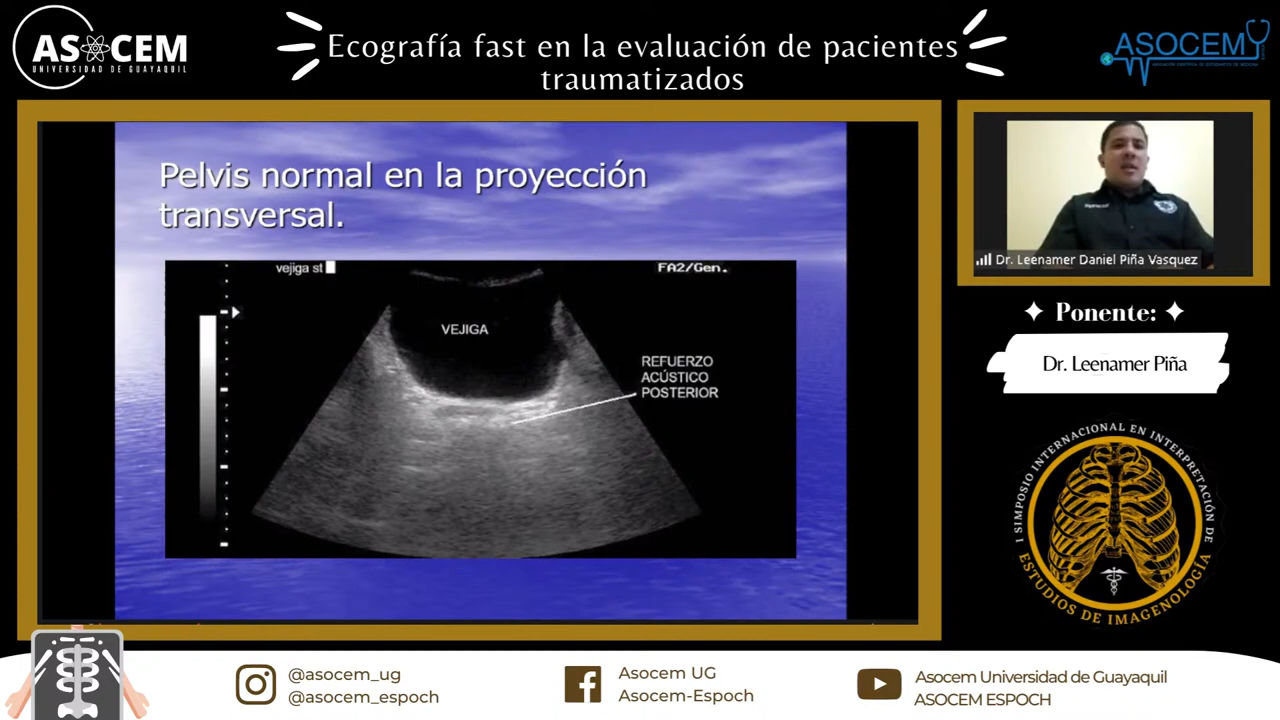 ASOCEM
UNIVERSIDAD DE GUAYAQUIL
Ecografía fast en la evaluación de pacientes
traumatizados
ASOCEM
Pelvis normal en la proyección
transversal.
vejiga st
FA2/Gen.
VEJIGA
REFUERZO
ACÚSTICO
POSTERIOR
Dr. Leenamer Daniel Piña Vasquez
Ponente:
Dr. Leenamer Piña
I SIMPOSIO INTERNACIONAL EN INTERPRETACIÓN DE
ESTUDIOS DE IMAGENOLOGÍA
@asocem_ug
@asocem_espoch
Asocem UG
Asocem-Espoch
Asocem Universidad de Guayaquil
ASOCEM ESPOCH